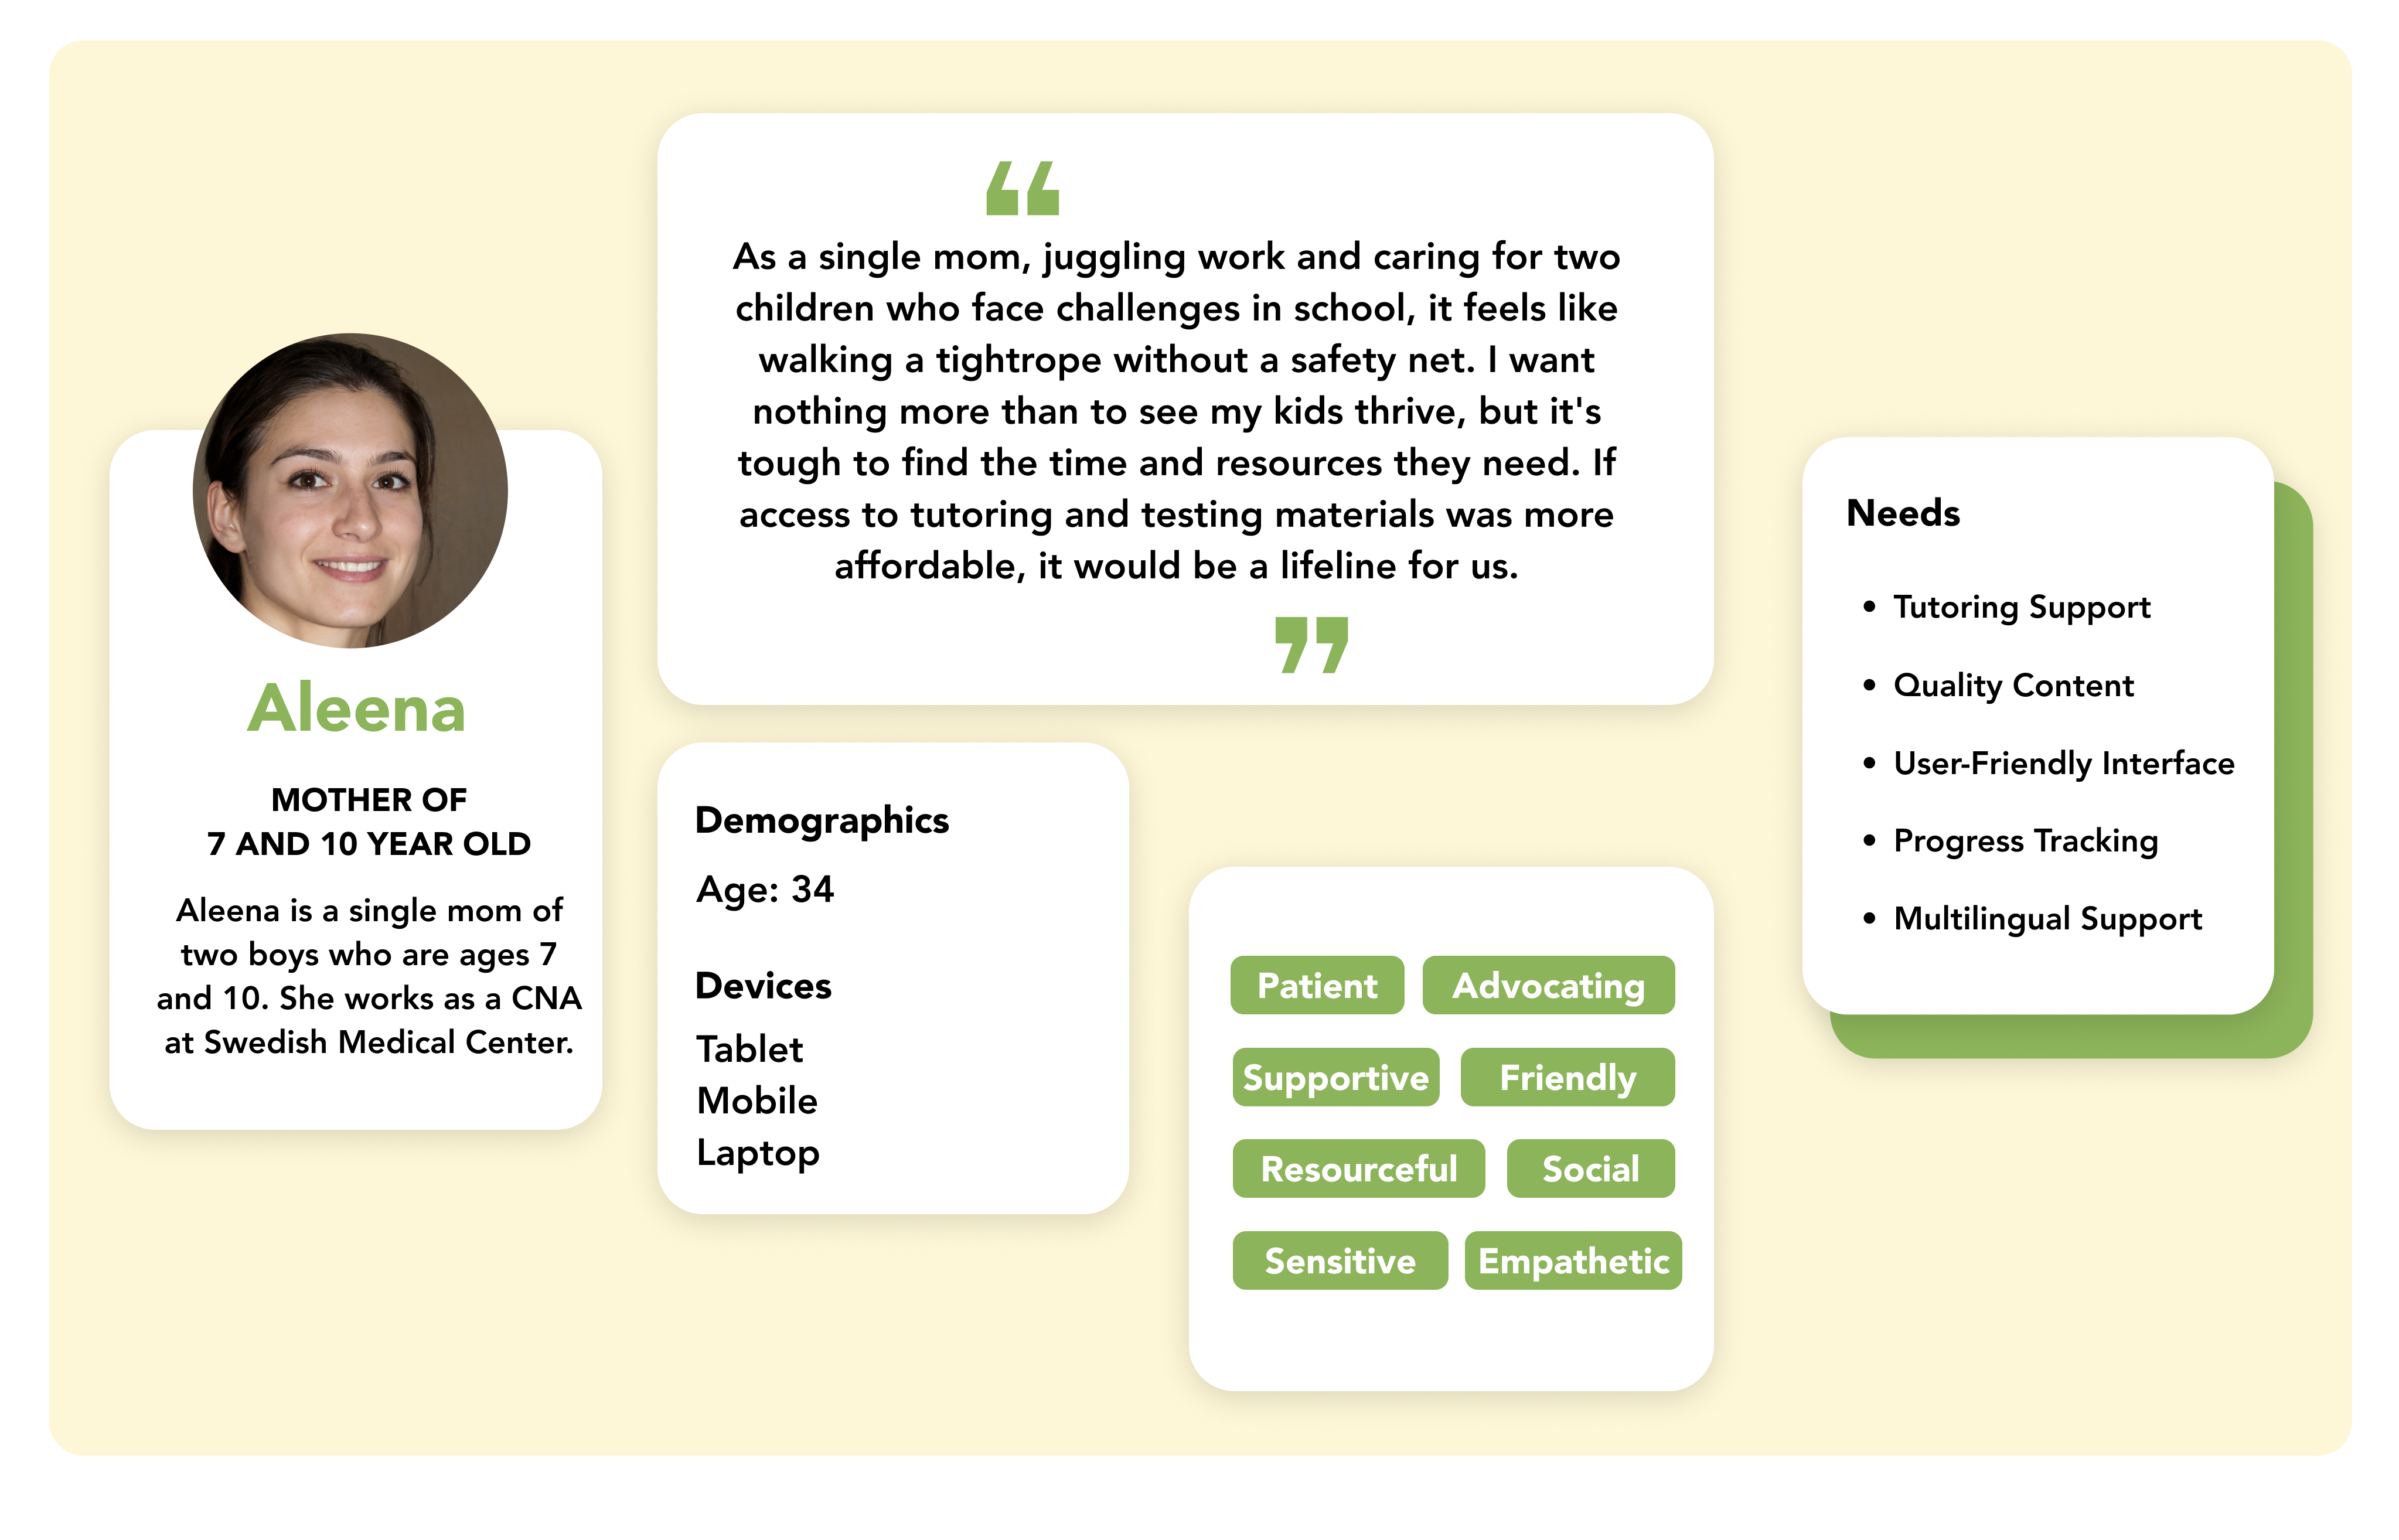 Aleena
MOTHER OF
7 AND 10 YEAR OLD
Aleena is a single mom of
two boys who are ages 7
and 10. She works as a CNA
at Swedish Medical Center.
“
As a single mom, juggling work and caring for two
children who face challenges in school, it feels like
walking a tightrope without a safety net. I want
nothing more than to see my kids thrive, but it's
tough to find the time and resources they need. If
access to tutoring and testing materials was more
affordable, it would be a lifeline for us.
”
Demographics
Age: 34
Devices
Tablet
Mobile
Laptop
Patient Advocating
Supportive Friendly
Resourceful Social
Sensitive Empathetic
Needs
• Tutoring Support
• Quality Content
• User-Friendly Interface
• Progress Tracking
• Multilingual Support